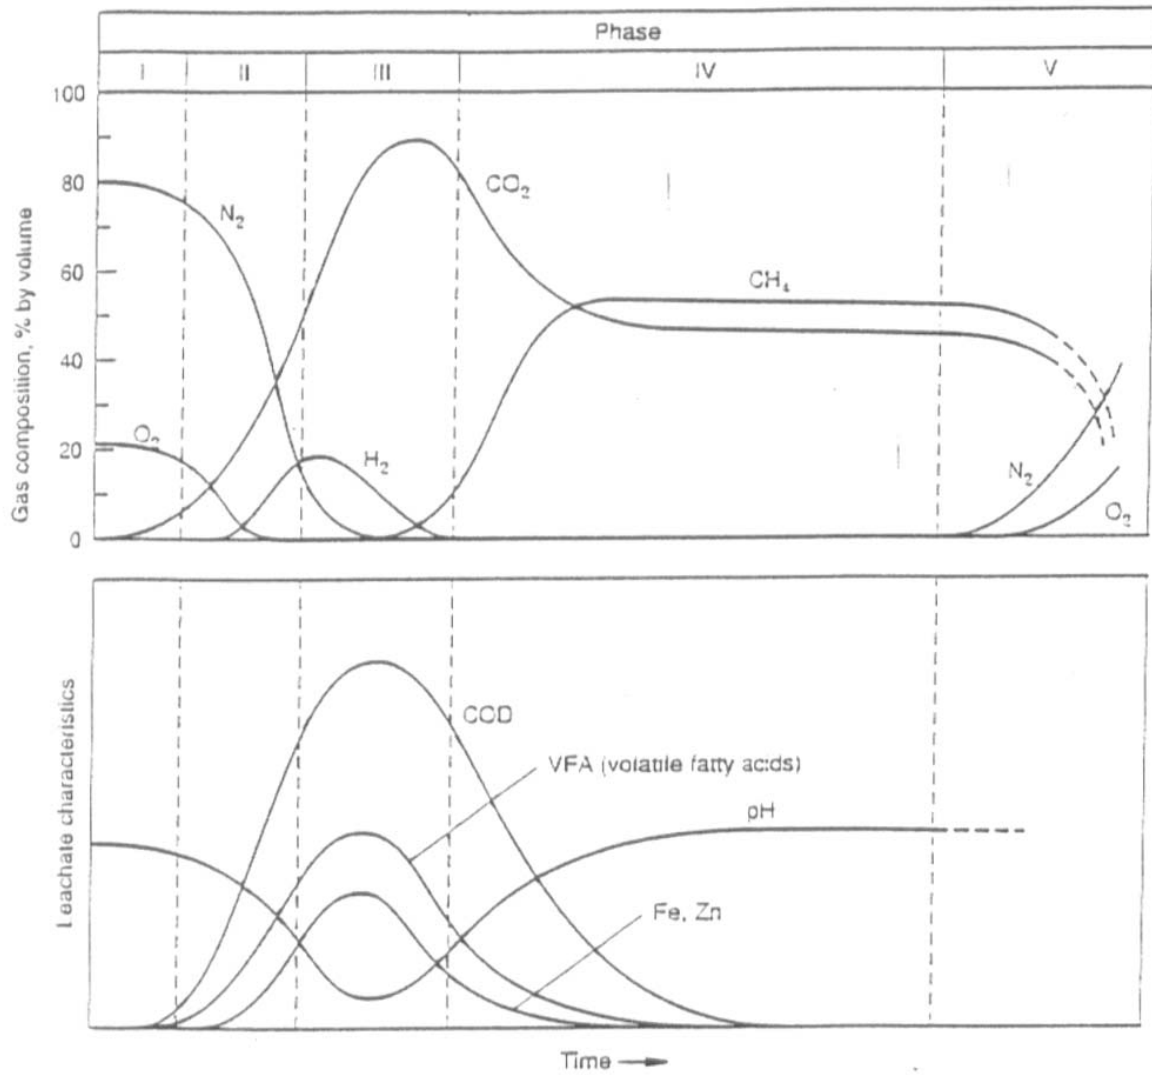 Phase
I II III IV V
100
80
60
40
20
0
Gas composition, % by volume
N₂
O₂
H₂
CO₂
CH₄
N₂
O₂
Leachate characteristics
COD
VFA (volatile fatty acids)
pH
Fe, Zn
Time